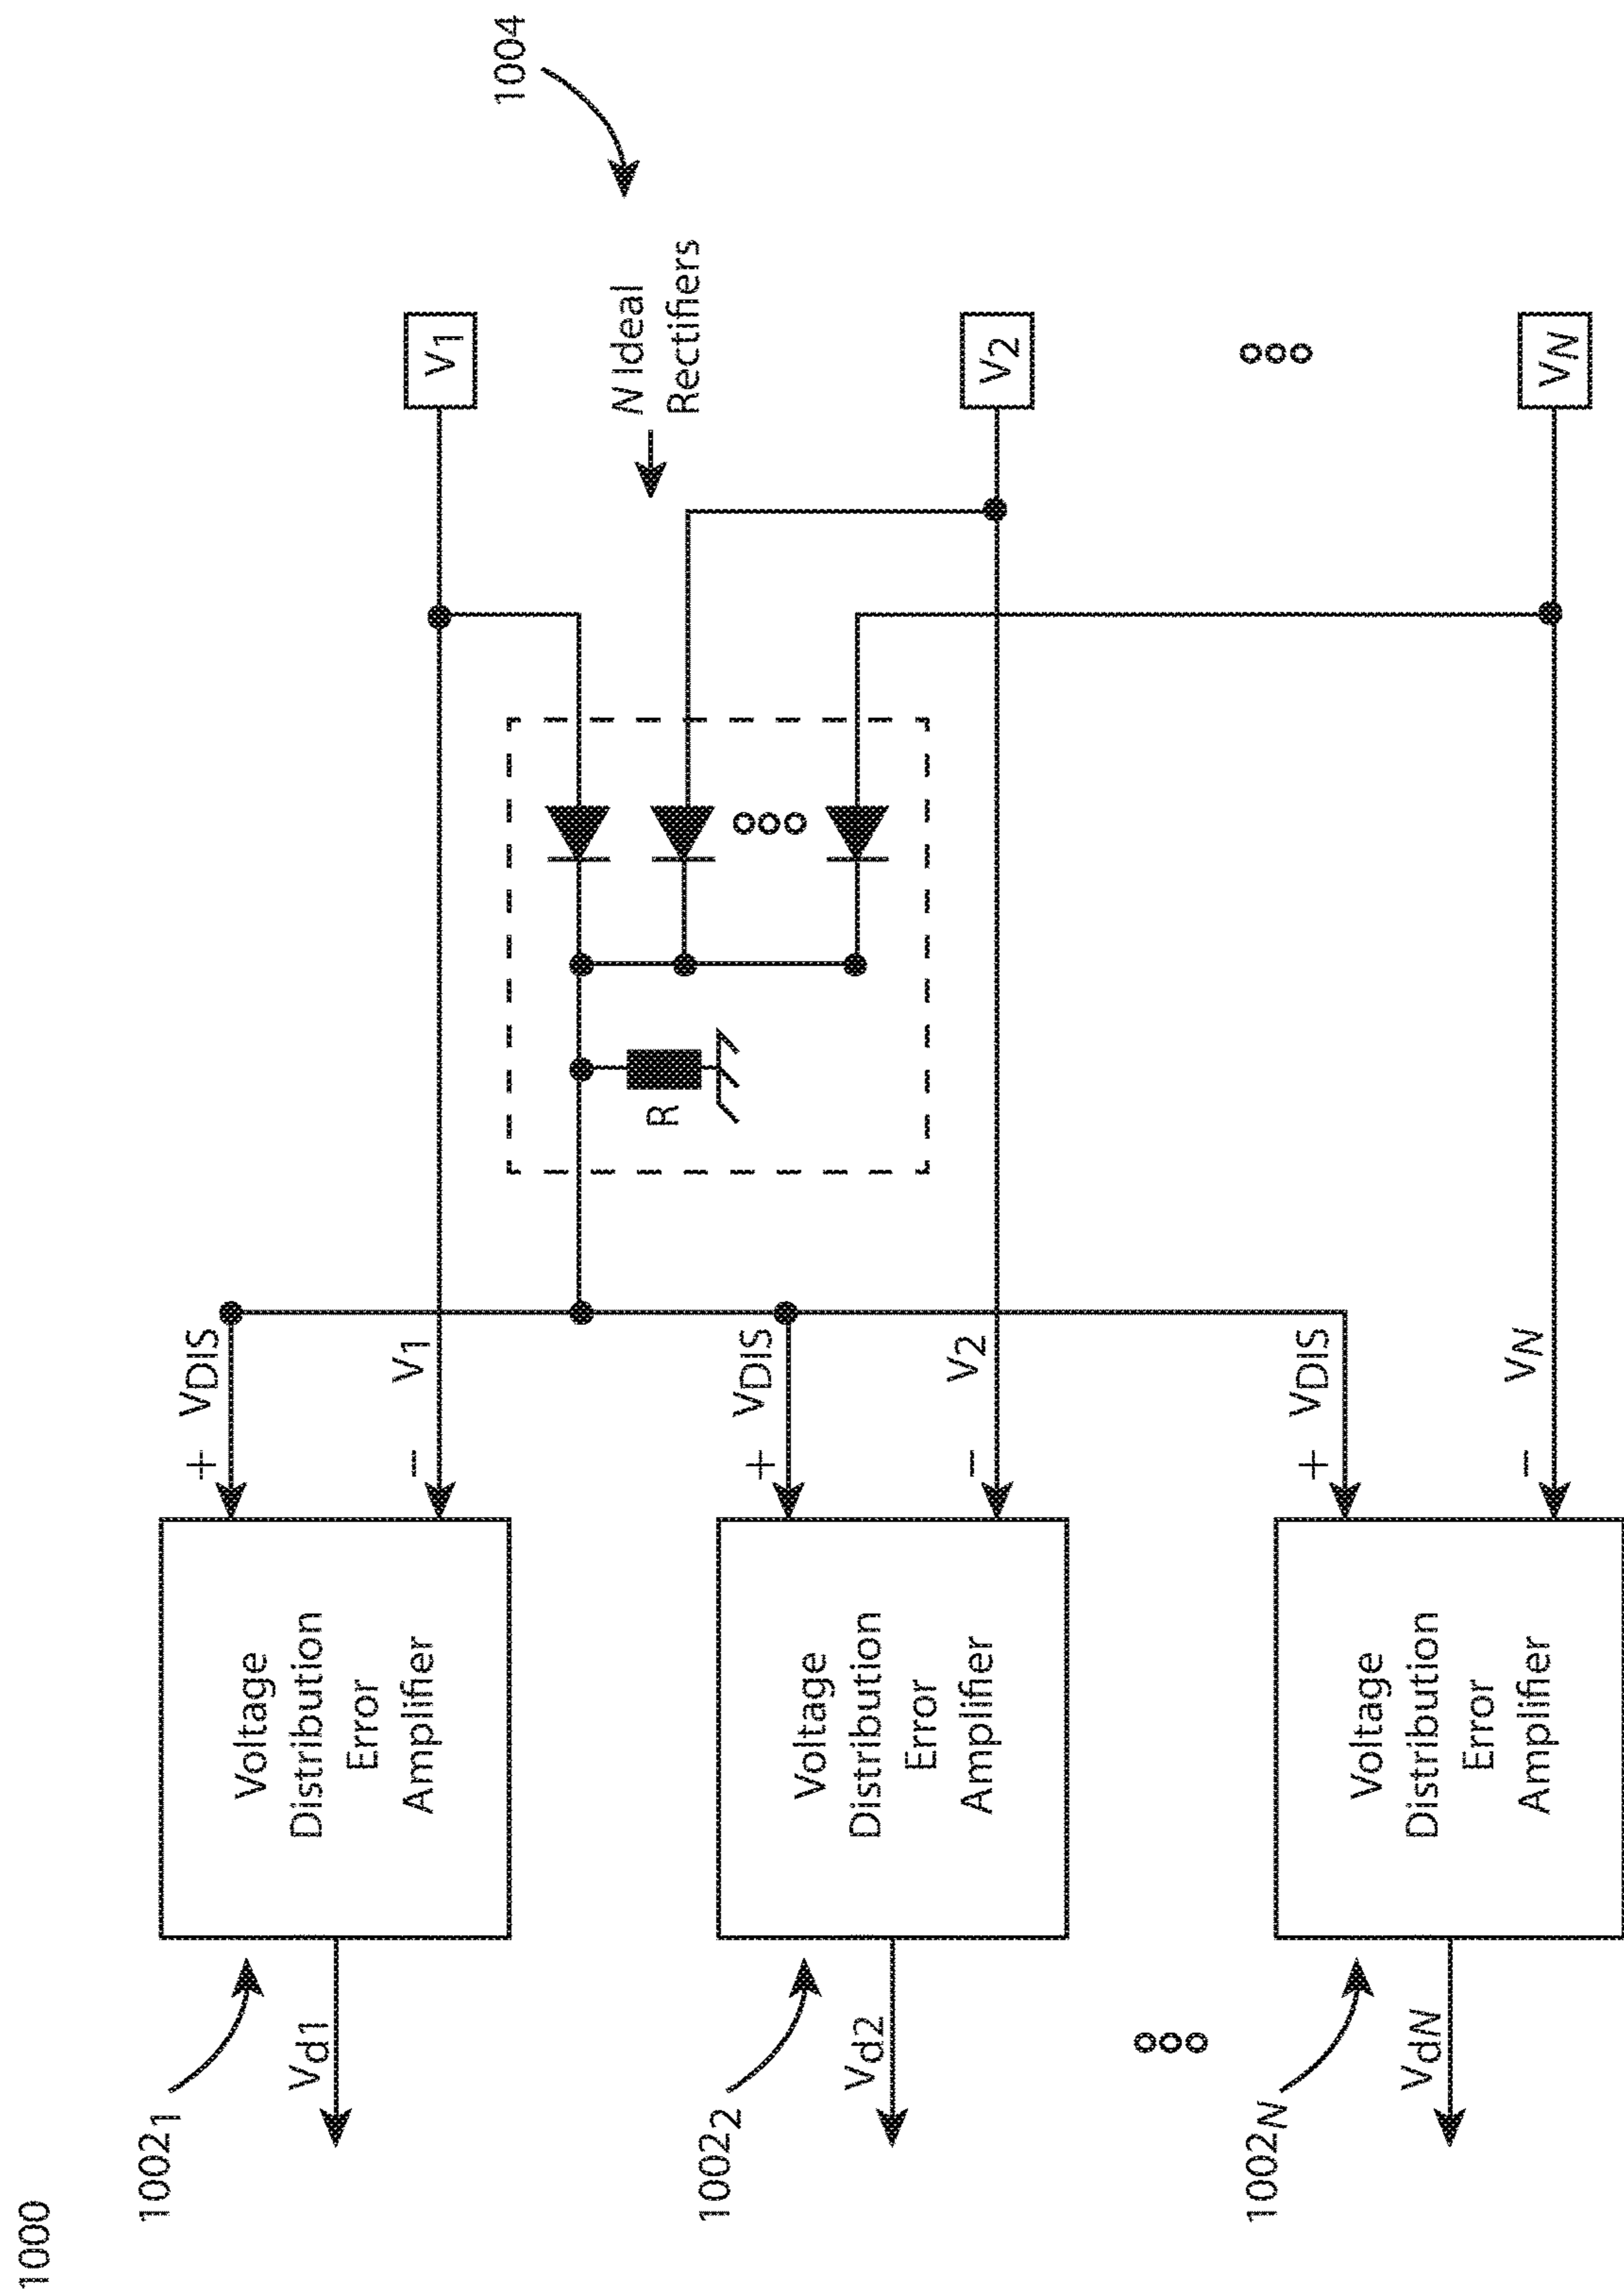 1000
1002₁
Vd1
Voltage
Distribution
Error
Amplifier
+ VDIS
− V1
V1
1004
N Ideal
Rectifiers
R
1002₂
Vd2
Voltage
Distribution
Error
Amplifier
+ VDIS
− V2
V2
1002N
VdN
Voltage
Distribution
Error
Amplifier
+ VDIS
− VN
VN